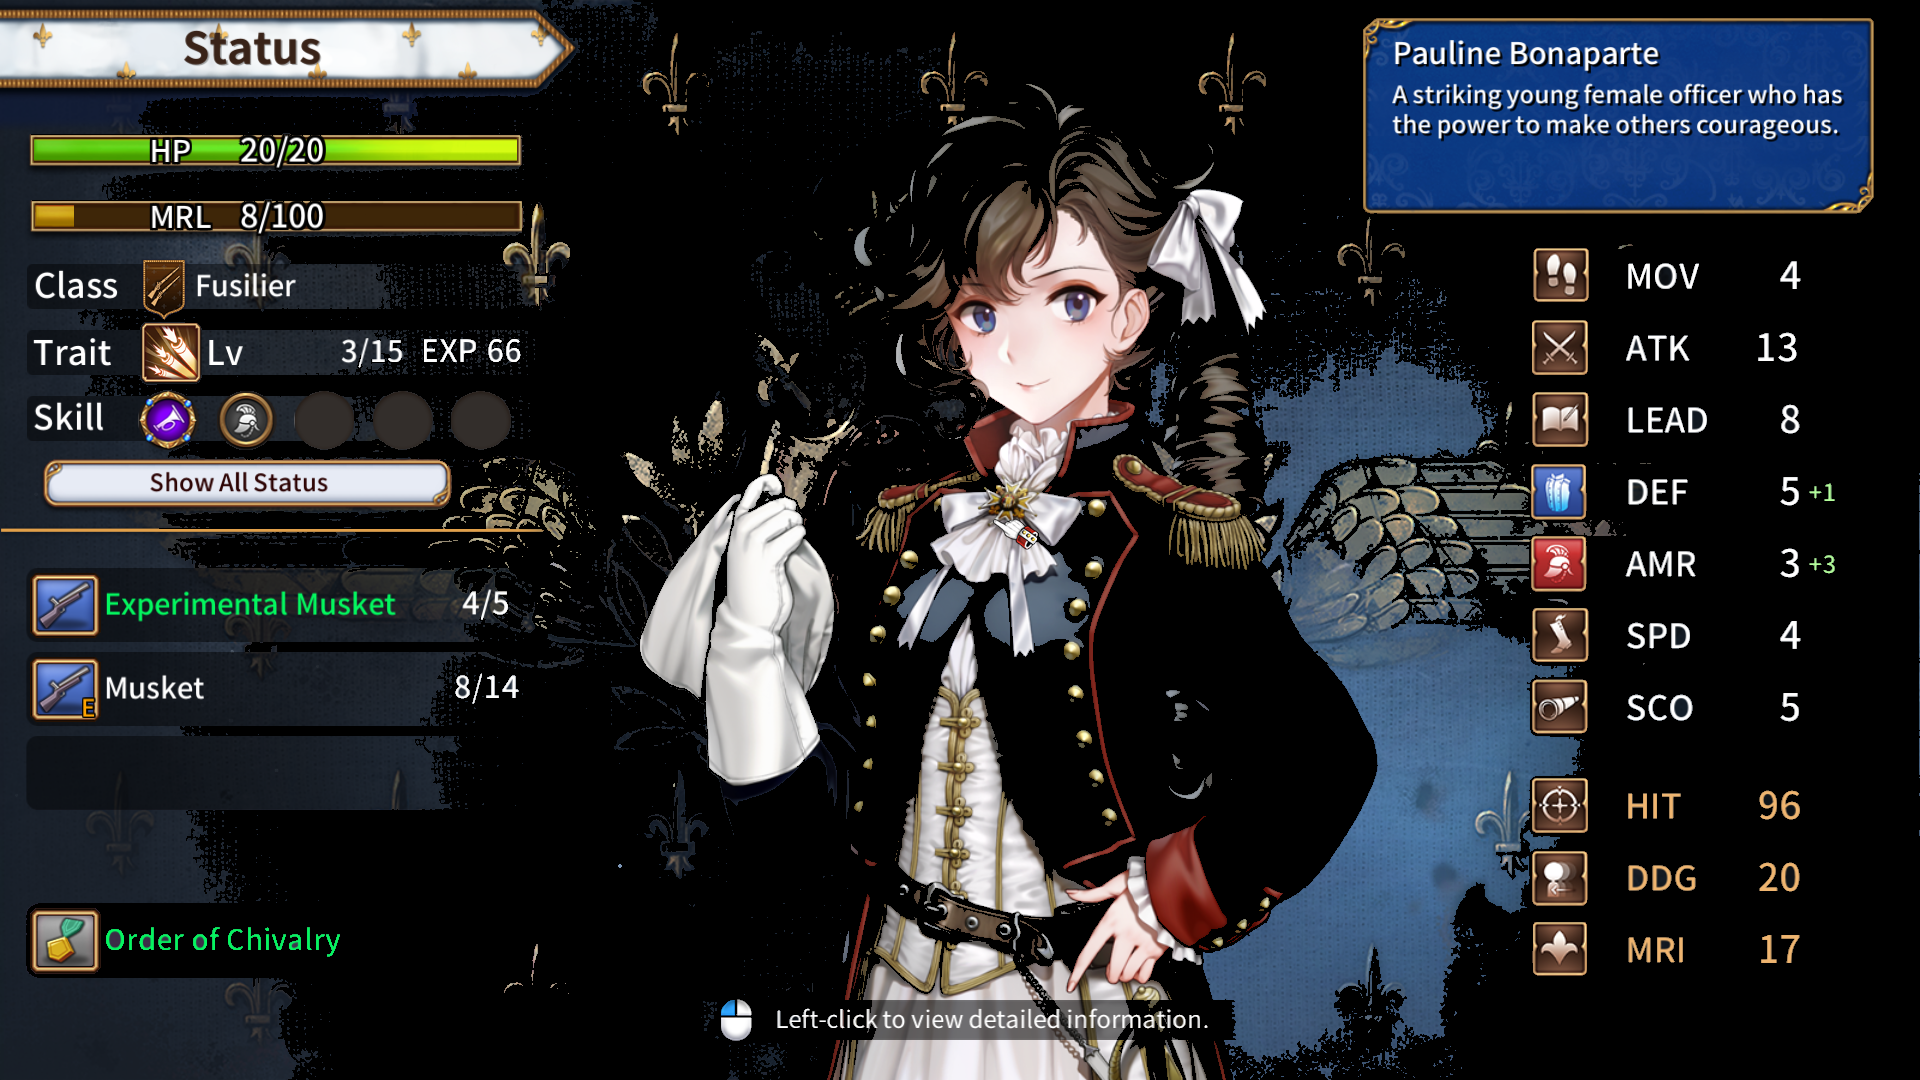 Status
HP 20/20
MRL 8/100
Class Fusilier
Trait Lv 3/15 EXP 66
Skill
Show All Status
Experimental Musket 4/5
E
Musket 8/14
Order of Chivalry
Pauline Bonaparte
A striking young female officer who has
the power to make others courageous.
MOV 4
ATK 13
LEAD 8
DEF 5 +1
AMR 3 +3
SPD 4
SCO 5
HIT 96
DDG 20
MRI 17
Left-click to view detailed information.